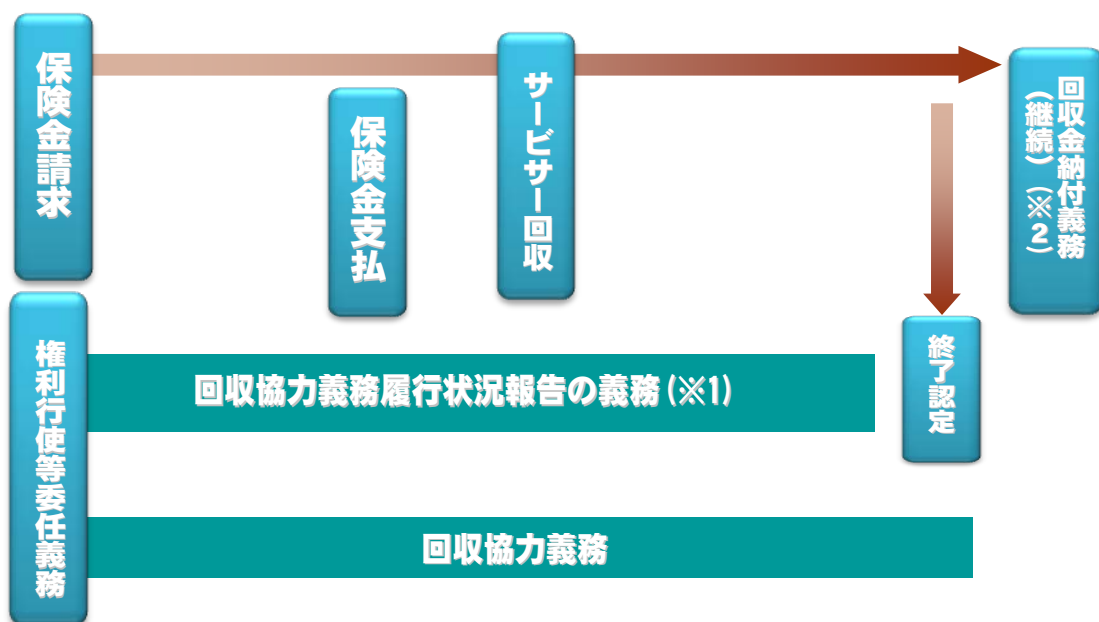 保険金請求
保険金支払
サービサー回収
回収金納付義務
（継続）（※2）
終了認定
権利行使等委任義務
回収協力義務履行状況報告の義務(※1)
回収協力義務